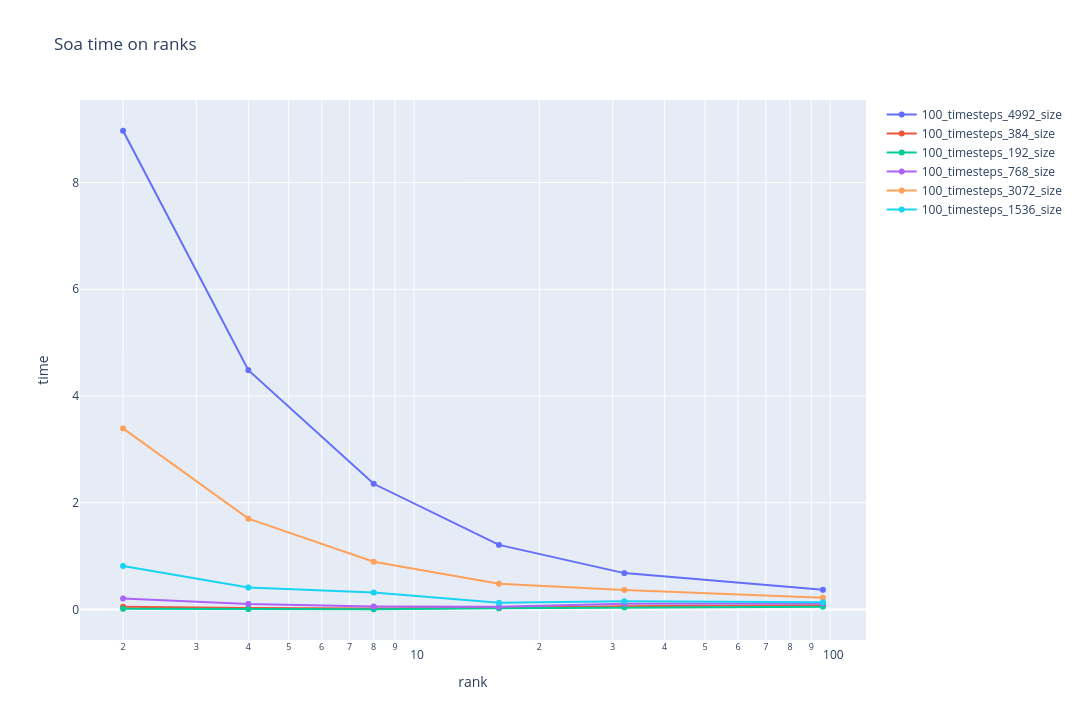 Soa time on ranks
100_timesteps_4992_size
100_timesteps_384_size
100_timesteps_192_size
100_timesteps_768_size
100_timesteps_3072_size
100_timesteps_1536_size
time
8
6
4
2
0
2 3 4 5 6 7 8 9 10 2 3 4 5 6 7 8 9 100
rank